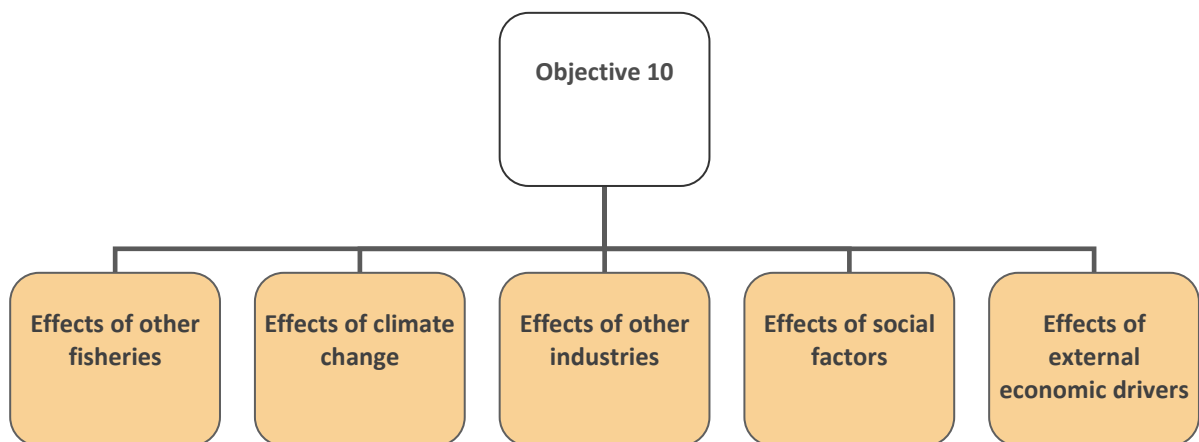 Objective 10
Effects of other
fisheries
Effects of climate
change
Effects of other
industries
Effects of social
factors
Effects of
external
economic drivers